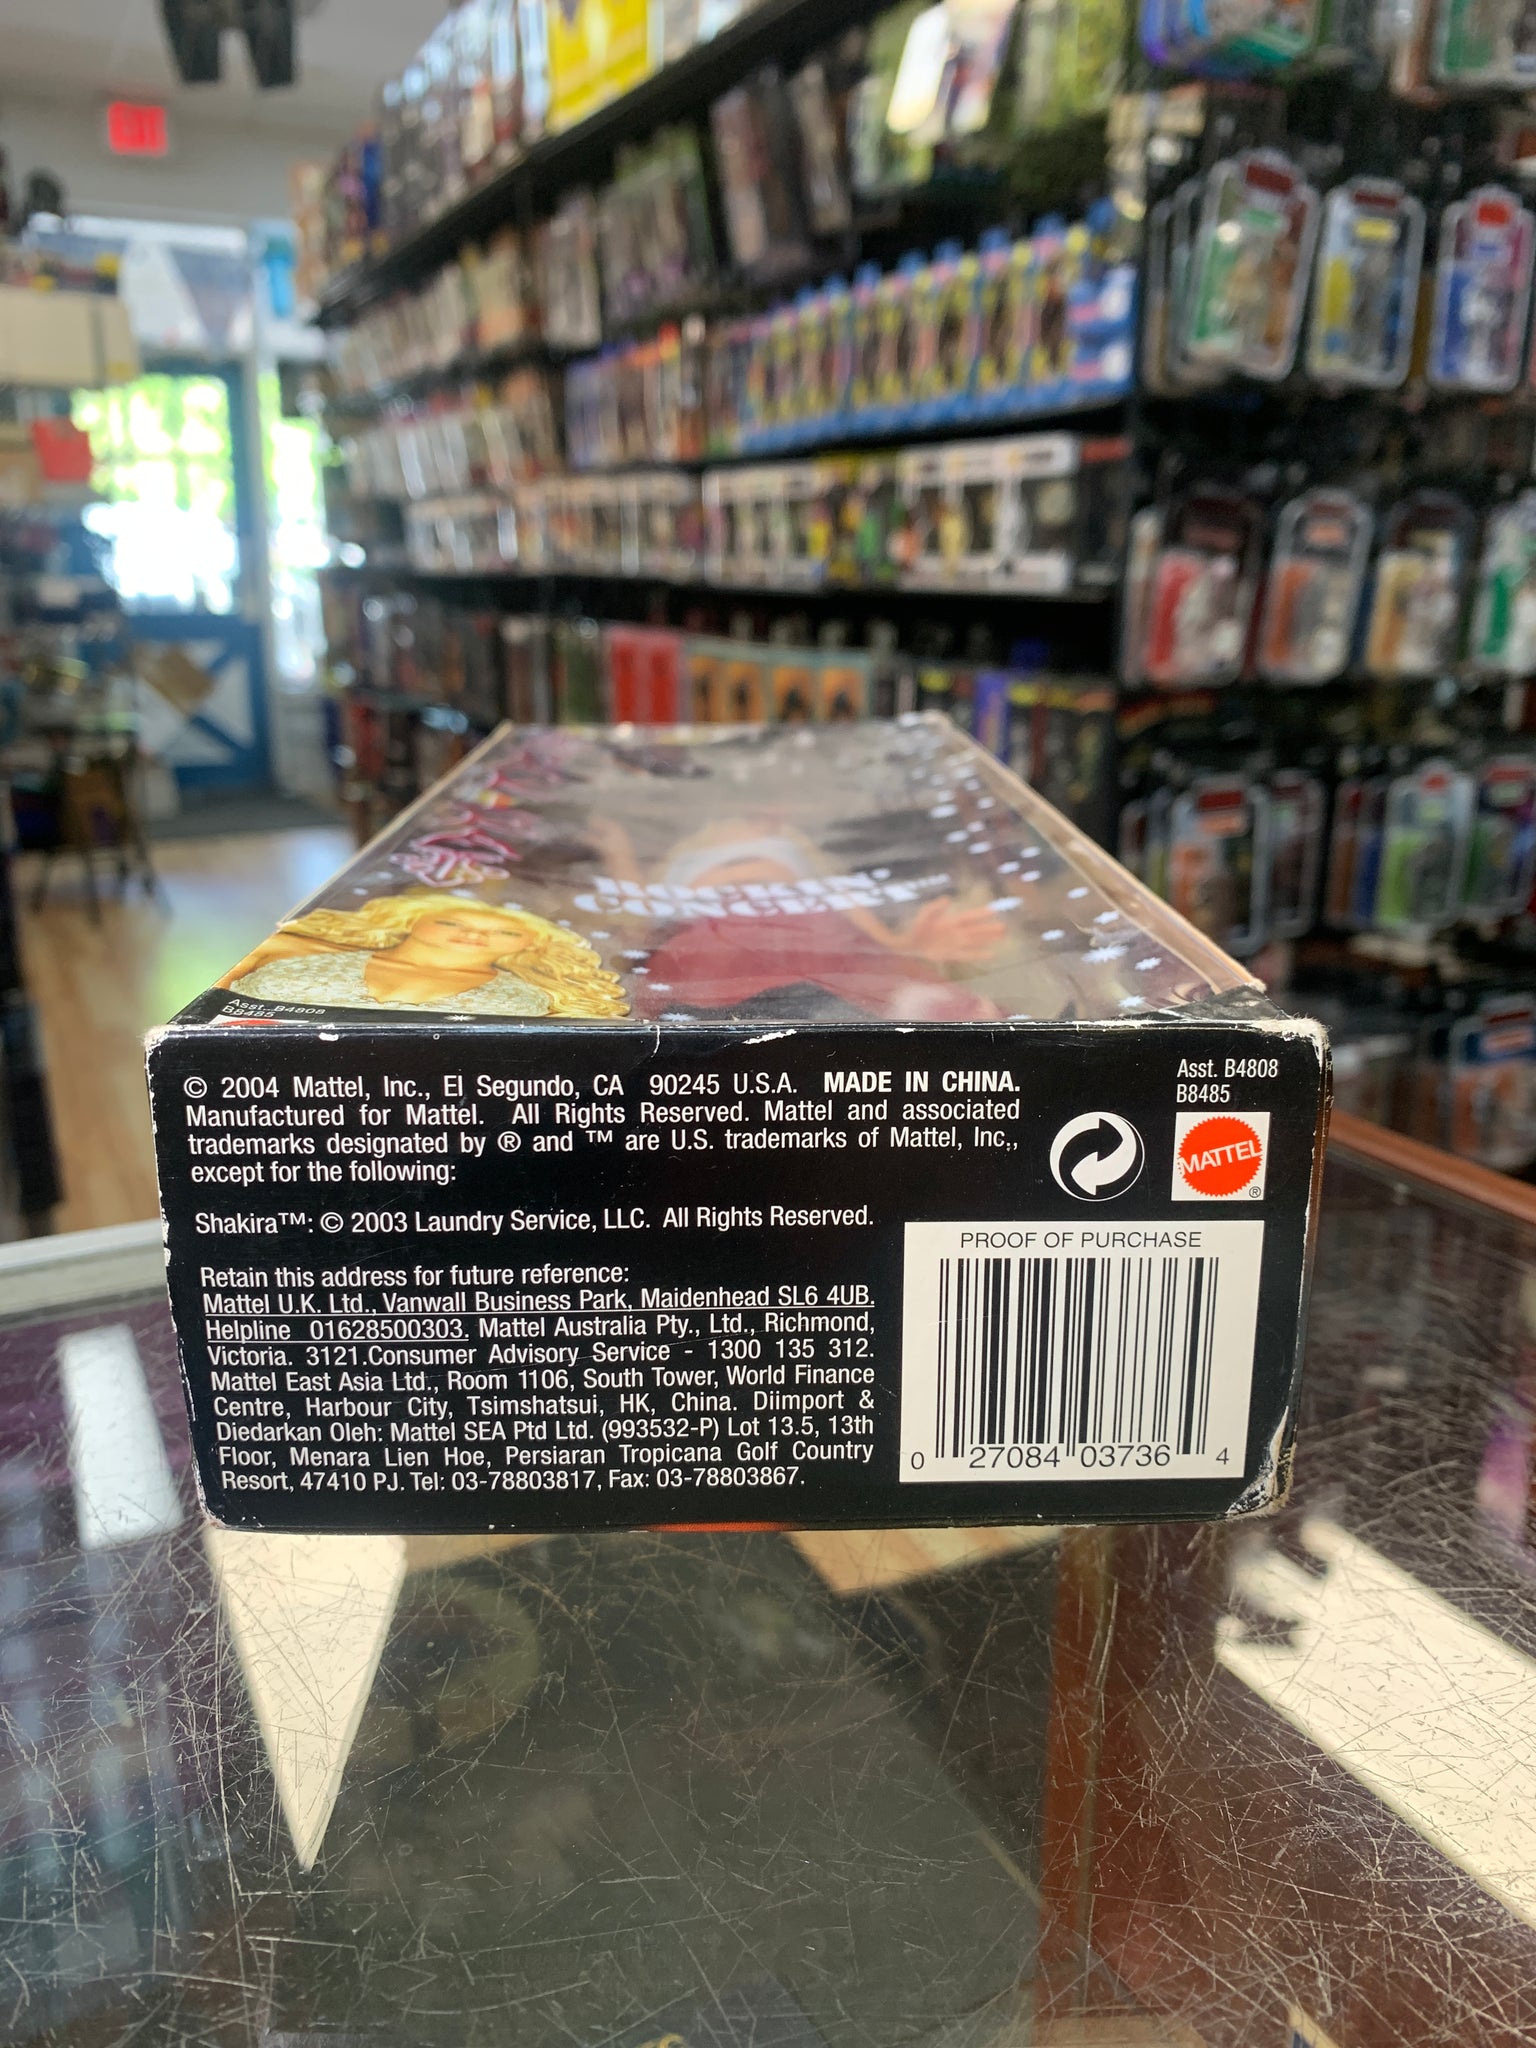 EXIT
ROCKIN'
CONCERT™
Asst. B4808
B8485
© 2004 Mattel, Inc., El Segundo, CA 90245 U.S.A. MADE IN CHINA.
Manufactured for Mattel. All Rights Reserved. Mattel and associated
trademarks designated by ® and ™ are U.S. trademarks of Mattel, Inc.,
except for the following:
Shakira™: © 2003 Laundry Service, LLC. All Rights Reserved.
Retain this address for future reference:
Mattel U.K. Ltd., Vanwall Business Park, Maidenhead SL6 4UB.
Helpline 01628500303. Mattel Australia Pty., Ltd., Richmond,
Victoria. 3121.Consumer Advisory Service - 1300 135 312.
Mattel East Asia Ltd., Room 1106, South Tower, World Finance
Centre, Harbour City, Tsimshatsui, HK, China. Diimport &
Diedarkan Oleh: Mattel SEA Ptd Ltd. (993532-P) Lot 13.5, 13th
Floor, Menara Lien Hoe, Persiaran Tropicana Golf Country
Resort, 47410 PJ. Tel: 03-78803817, Fax: 03-78803867.
Asst. B4808
B8485
MATTEL
®
PROOF OF PURCHASE
0 27084 03736 4